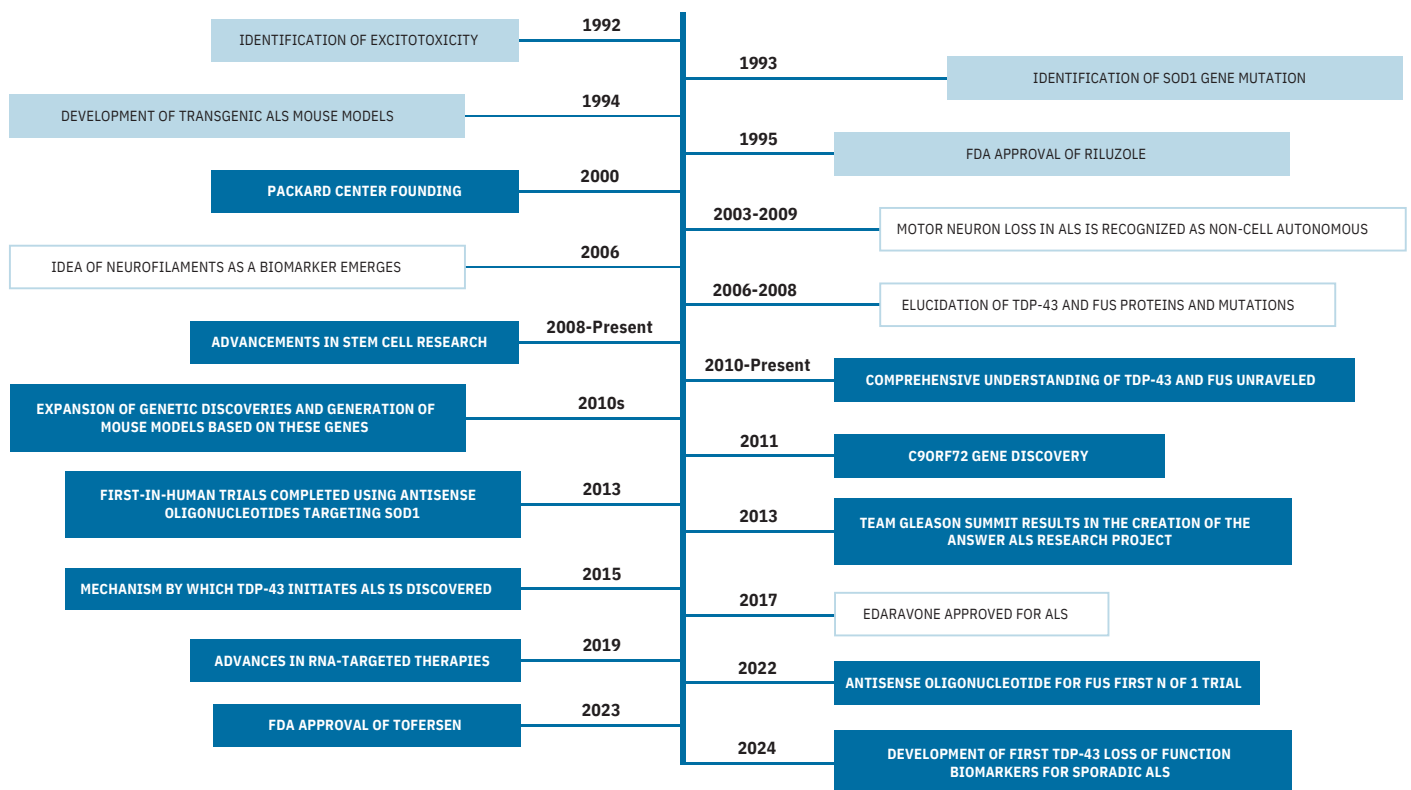 1992
IDENTIFICATION OF EXCITOTOXICITY
1993
IDENTIFICATION OF SOD1 GENE MUTATION
1994
DEVELOPMENT OF TRANSGENIC ALS MOUSE MODELS
1995
FDA APPROVAL OF RILUZOLE
2000
PACKARD CENTER FOUNDING
2003-2009
MOTOR NEURON LOSS IN ALS IS RECOGNIZED AS NON-CELL AUTONOMOUS
2006
IDEA OF NEUROFILAMENTS AS A BIOMARKER EMERGES
2006-2008
ELUCIDATION OF TDP-43 AND FUS PROTEINS AND MUTATIONS
2008-Present
ADVANCEMENTS IN STEM CELL RESEARCH
2010-Present
COMPREHENSIVE UNDERSTANDING OF TDP-43 AND FUS UNRAVELED
2010s
EXPANSION OF GENETIC DISCOVERIES AND GENERATION OF
MOUSE MODELS BASED ON THESE GENES
2011
C9ORF72 GENE DISCOVERY
2013
FIRST-IN-HUMAN TRIALS COMPLETED USING ANTISENSE
OLIGONUCLEOTIDES TARGETING SOD1
2013
TEAM GLEASON SUMMIT RESULTS IN THE CREATION OF THE
ANSWER ALS RESEARCH PROJECT
2015
MECHANISM BY WHICH TDP-43 INITIATES ALS IS DISCOVERED
2017
EDARAVONE APPROVED FOR ALS
2019
ADVANCES IN RNA-TARGETED THERAPIES
2022
ANTISENSE OLIGONUCLEOTIDE FOR FUS FIRST N OF 1 TRIAL
2023
FDA APPROVAL OF TOFERSEN
2024
DEVELOPMENT OF FIRST TDP-43 LOSS OF FUNCTION
BIOMARKERS FOR SPORADIC ALS